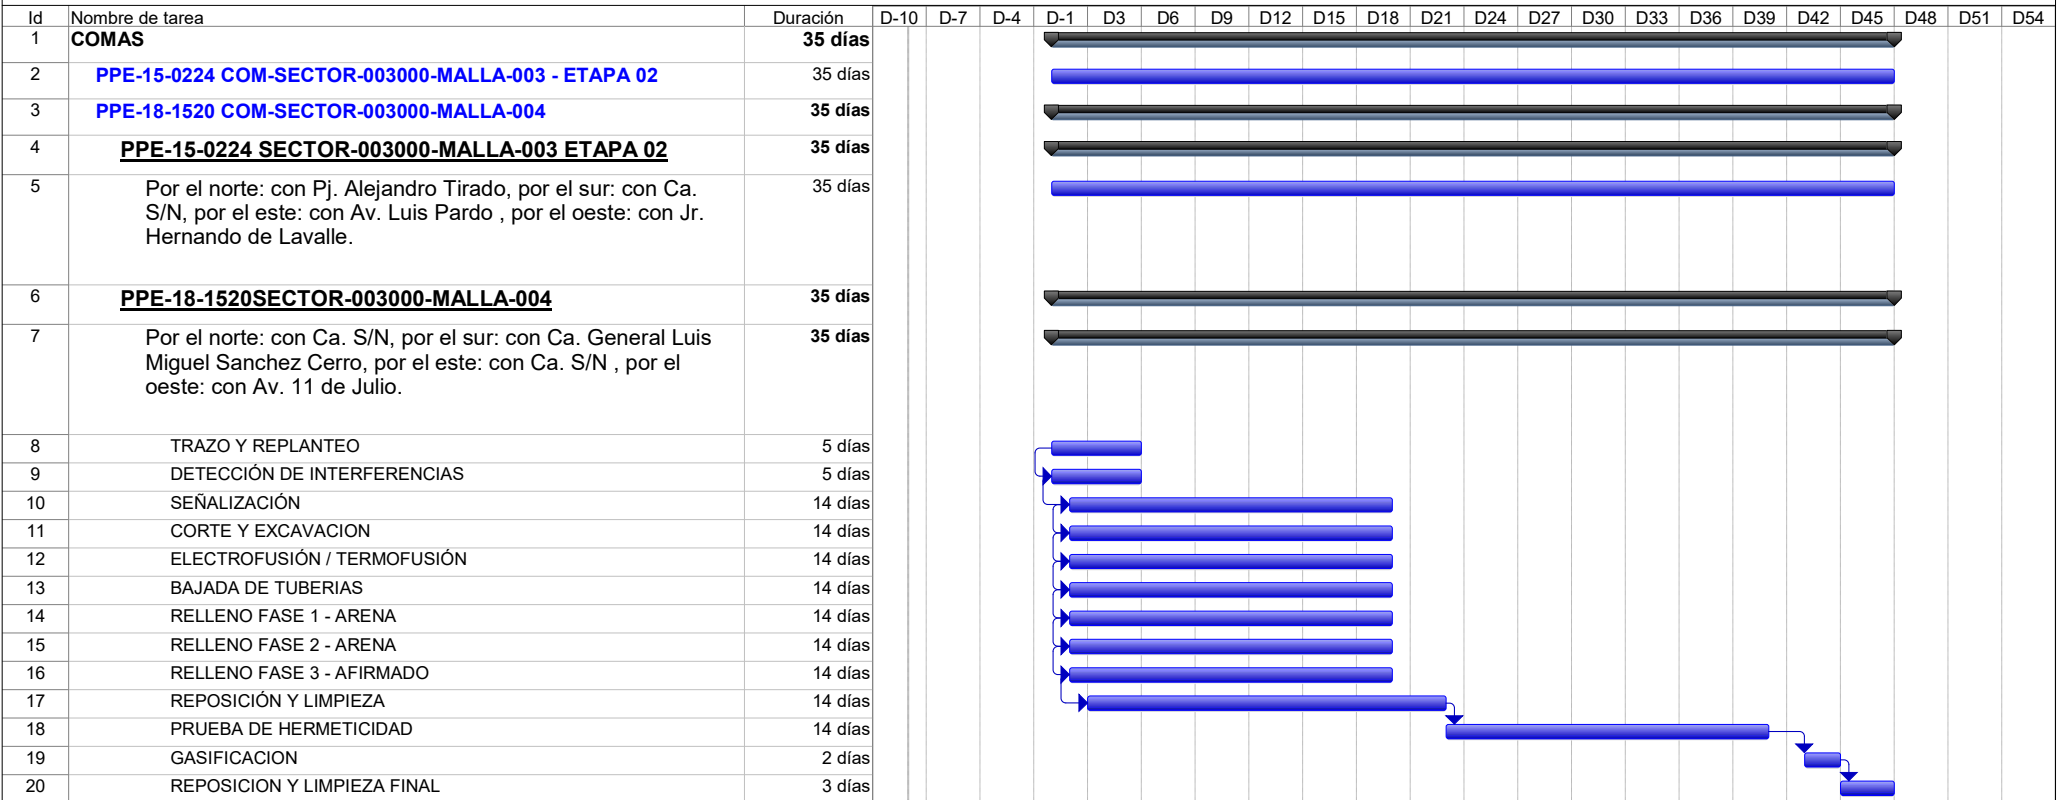 Id Nombre de tarea Duración D-10 D-7 D-4 D-1 D3 D6 D9 D12 D15 D18 D21 D24 D27 D30 D33 D36 D39 D42 D45 D48 D51 D54
1 COMAS 35 días
2 PPE-15-0224 COM-SECTOR-003000-MALLA-003 - ETAPA 02 35 días
3 PPE-18-1520 COM-SECTOR-003000-MALLA-004 35 días
4 PPE-15-0224 SECTOR-003000-MALLA-003 ETAPA 02 35 días
5 Por el norte: con Pj. Alejandro Tirado, por el sur: con Ca. 35 días
S/N, por el este: con Av. Luis Pardo , por el oeste: con Jr.
Hernando de Lavalle.
6 PPE-18-1520SECTOR-003000-MALLA-004 35 días
7 Por el norte: con Ca. S/N, por el sur: con Ca. General Luis 35 días
Miguel Sanchez Cerro, por el este: con Ca. S/N , por el
oeste: con Av. 11 de Julio.
8 TRAZO Y REPLANTEO 5 días
9 DETECCIÓN DE INTERFERENCIAS 5 días
10 SEÑALIZACIÓN 14 días
11 CORTE Y EXCAVACION 14 días
12 ELECTROFUSIÓN / TERMOFUSIÓN 14 días
13 BAJADA DE TUBERIAS 14 días
14 RELLENO FASE 1 - ARENA 14 días
15 RELLENO FASE 2 - ARENA 14 días
16 RELLENO FASE 3 - AFIRMADO 14 días
17 REPOSICIÓN Y LIMPIEZA 14 días
18 PRUEBA DE HERMETICIDAD 14 días
19 GASIFICACION 2 días
20 REPOSICION Y LIMPIEZA FINAL 3 días